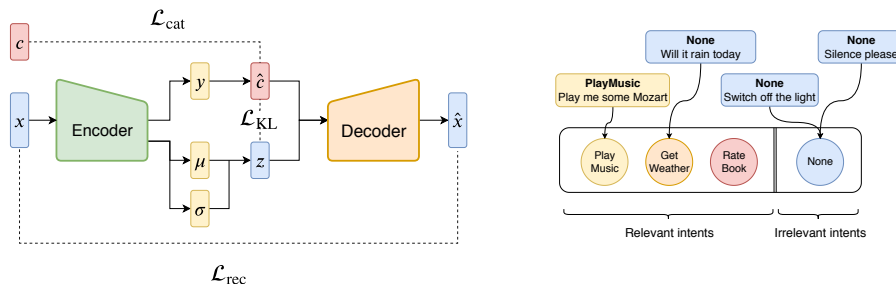 ℒcat
c
y
ĉ
x
Encoder
ℒKL
Decoder
x̂
μ
z
σ
ℒrec
None
Will it rain today
None
Silence please
PlayMusic
Play me some Mozart
None
Switch off the light
Play
Music
Get
Weather
Rate
Book
None
Relevant intents
Irrelevant intents